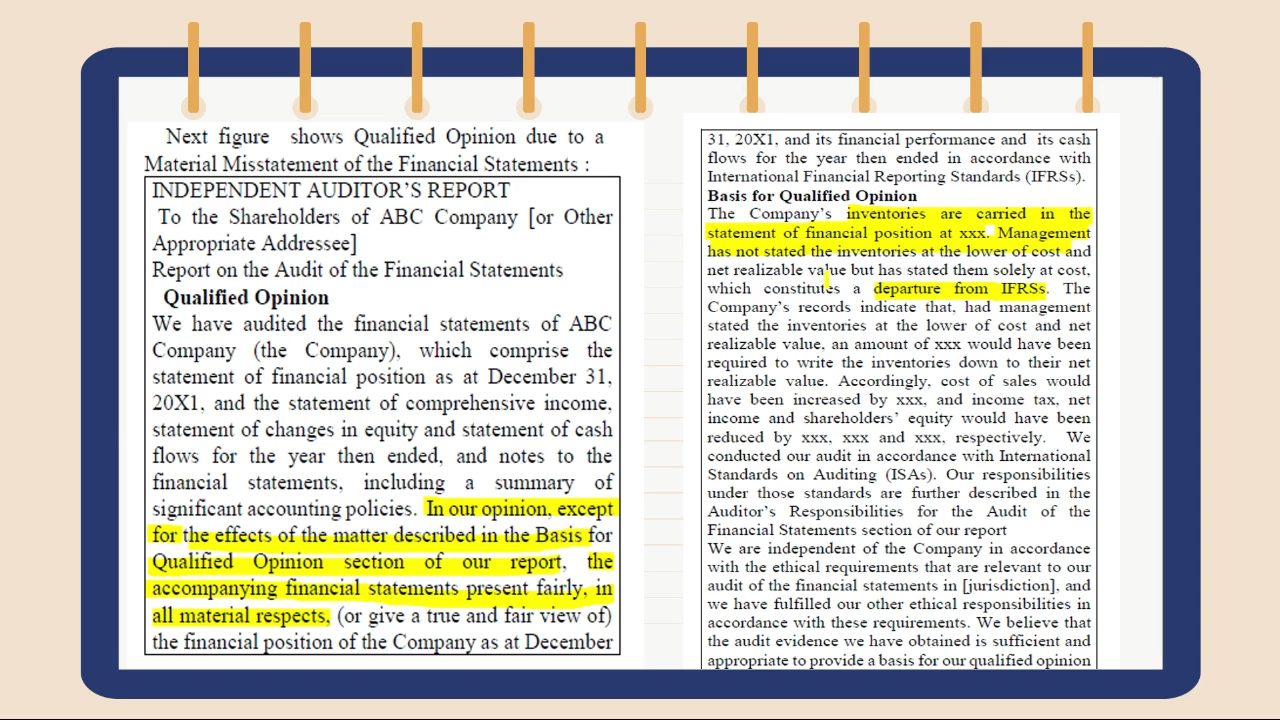 Next figure shows Qualified Opinion due to a
Material Misstatement of the Financial Statements :
INDEPENDENT AUDITOR'S REPORT
To the Shareholders of ABC Company [or Other
Appropriate Addressee]
Report on the Audit of the Financial Statements
Qualified Opinion
We have audited the financial statements of ABC
Company (the Company), which comprise the
statement of financial position as at December 31,
20X1, and the statement of comprehensive income,
statement of changes in equity and statement of cash
flows for the year then ended, and notes to the
financial statements, including a summary of
significant accounting policies. In our opinion, except
for the effects of the matter described in the Basis for
Qualified Opinion section of our report, the
accompanying financial statements present fairly, in
all material respects, (or give a true and fair view of)
the financial position of the Company as at December
31, 20X1, and its financial performance and its cash
flows for the year then ended in accordance with
International Financial Reporting Standards (IFRSs).
Basis for Qualified Opinion
The Company's inventories are carried in the
statement of financial position at xxx. Management
has not stated the inventories at the lower of cost and
net realizable value but has stated them solely at cost,
which constitutes a departure from IFRSs. The
Company's records indicate that, had management
stated the inventories at the lower of cost and net
realizable value, an amount of xxx would have been
required to write the inventories down to their net
realizable value. Accordingly, cost of sales would
have been increased by xxx, and income tax, net
income and shareholders' equity would have been
reduced by xxx, xxx and xxx, respectively. We
conducted our audit in accordance with International
Standards on Auditing (ISAs). Our responsibilities
under those standards are further described in the
Auditor's Responsibilities for the Audit of the
Financial Statements section of our report
We are independent of the Company in accordance
with the ethical requirements that are relevant to our
audit of the financial statements in [jurisdiction], and
we have fulfilled our other ethical responsibilities in
accordance with these requirements. We believe that
the audit evidence we have obtained is sufficient and
appropriate to provide a basis for our qualified opinion